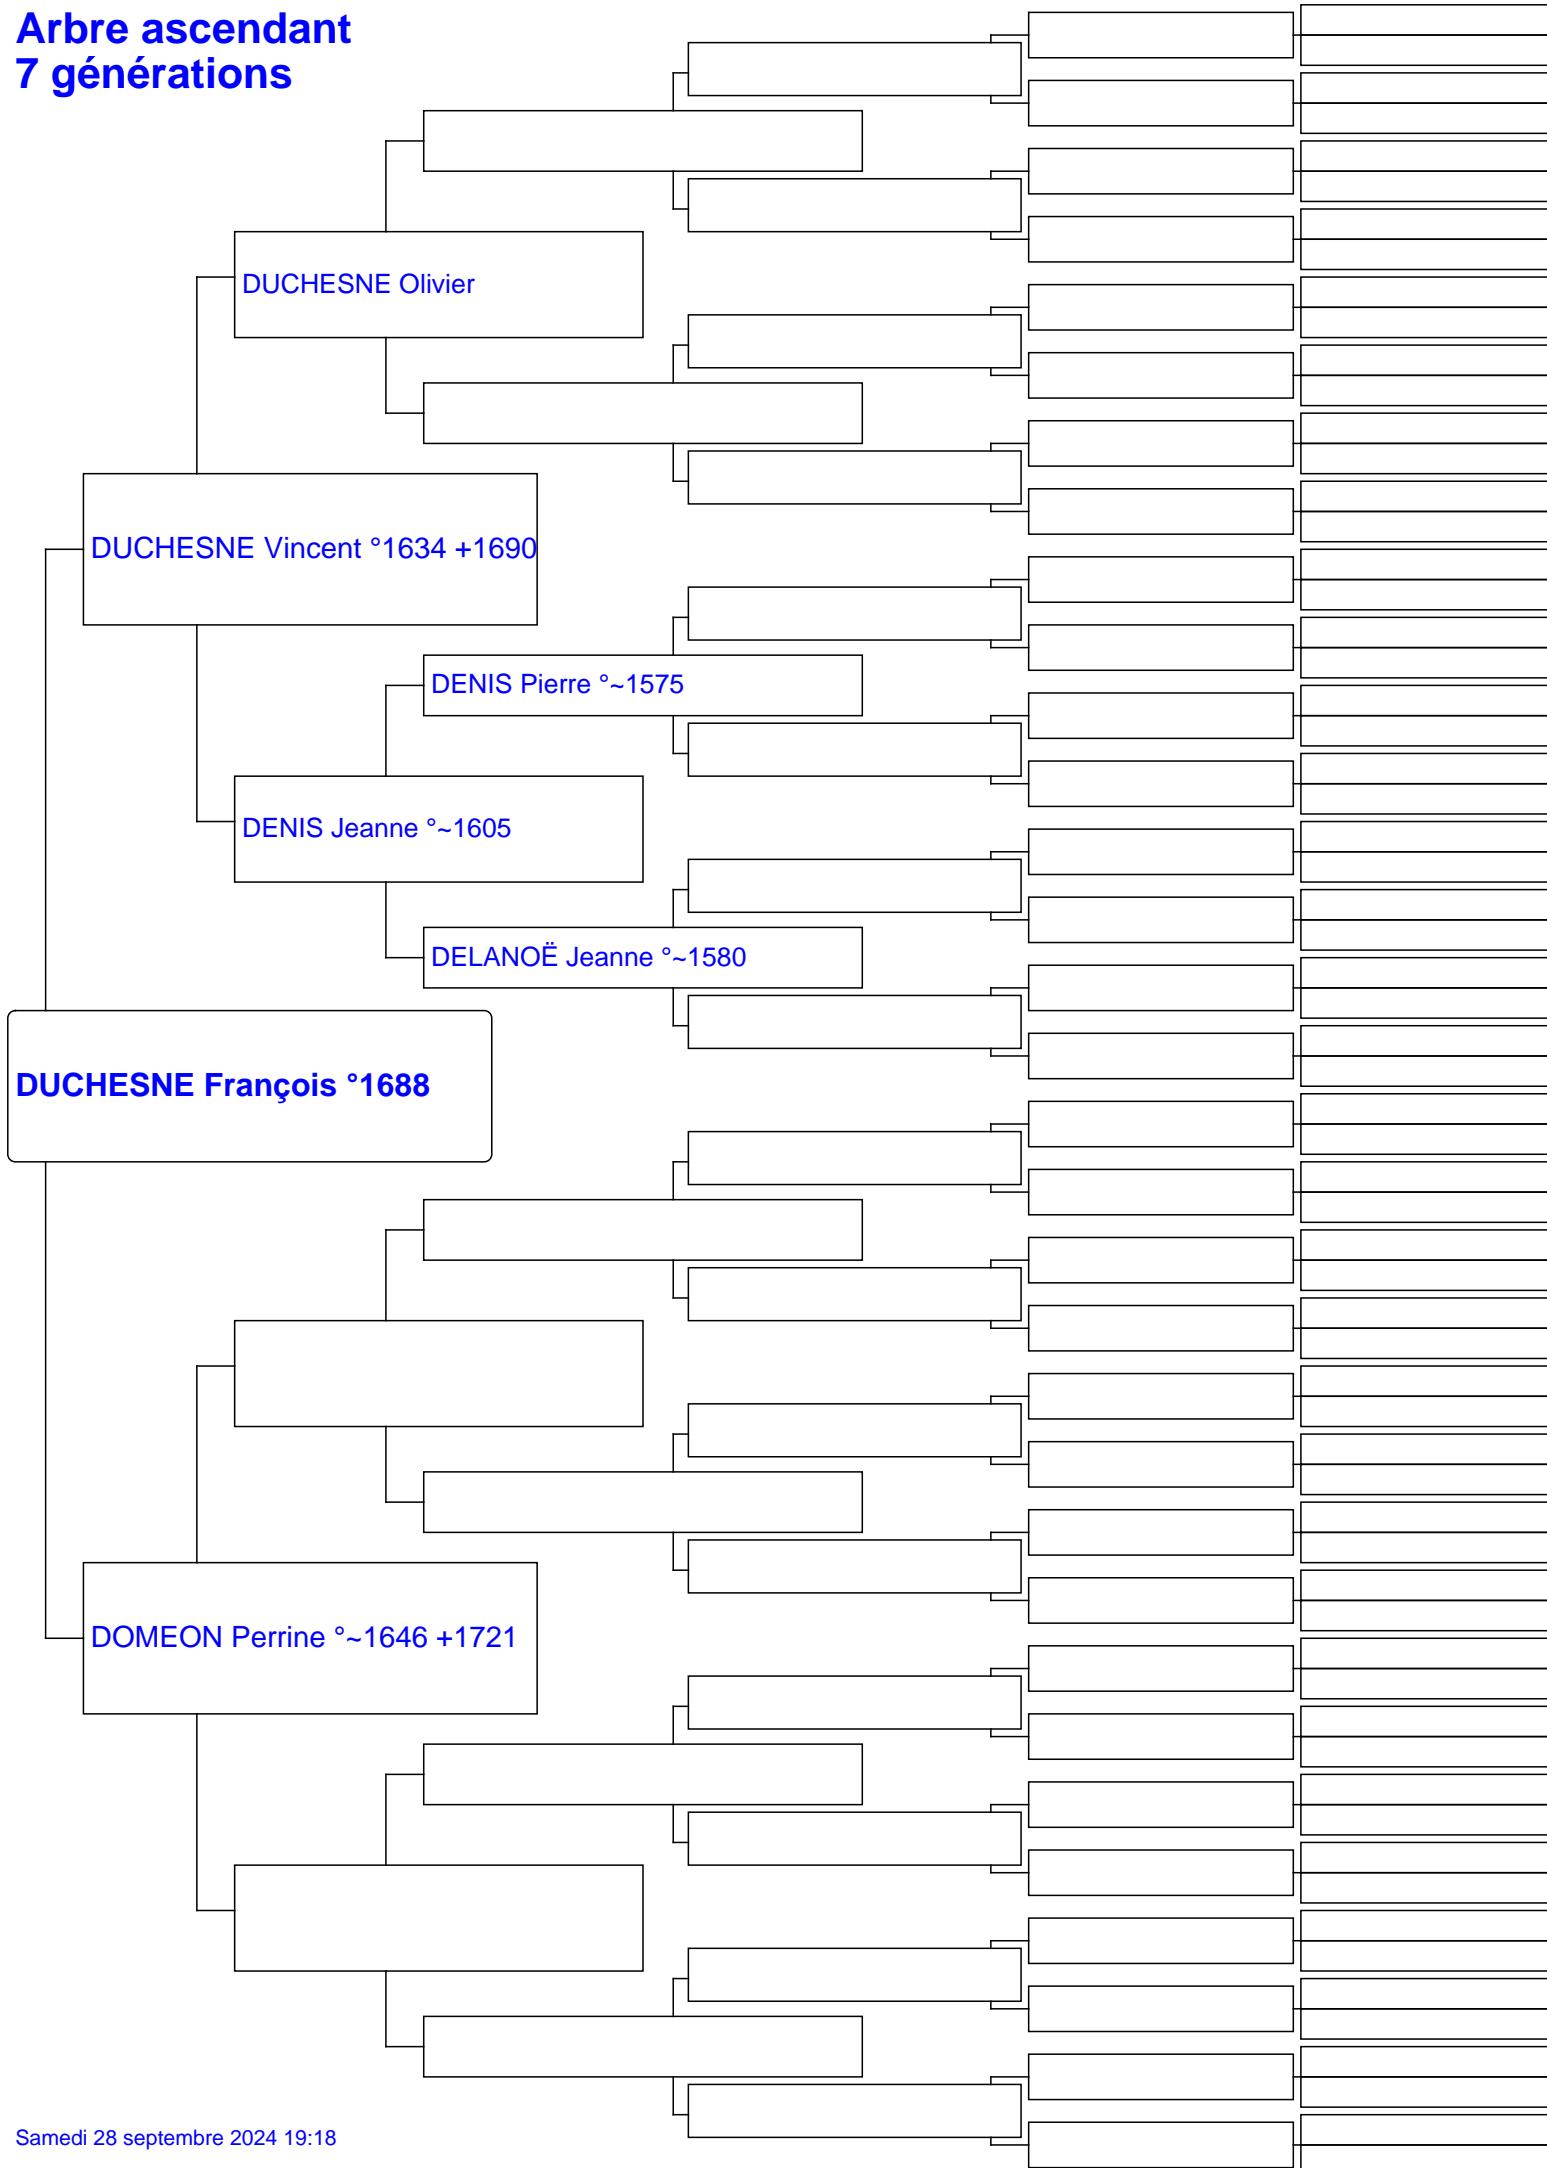 Arbre ascendant
7 générations
DUCHESNE Olivier
DUCHESNE Vincent °1634 +1690
DENIS Pierre °~1575
DENIS Jeanne °~1605
DELANOË Jeanne °~1580
DUCHESNE François °1688
DOMEON Perrine °~1646 +1721
Samedi 28 septembre 2024 19:18